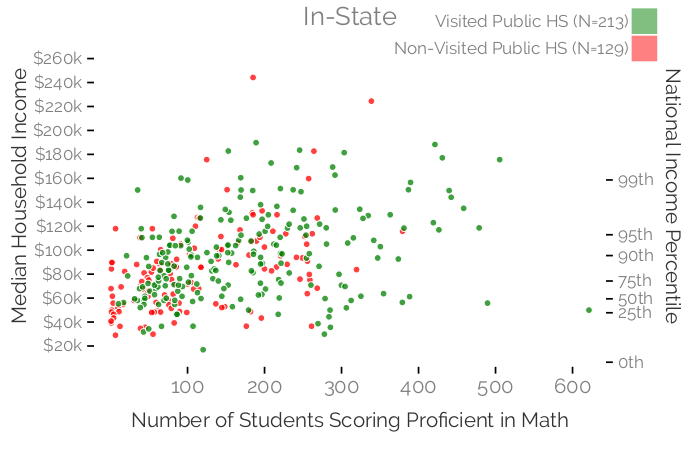 In-State
Visited Public HS (N=213)
Non-Visited Public HS (N=129)
Median Household Income
$260k
$240k
$220k
$200k
$180k
$160k
$140k
$120k
$100k
$80k
$60k
$40k
$20k
National Income Percentile
99th
95th
90th
75th
50th
25th
0th
100 200 300 400 500 600
Number of Students Scoring Proficient in Math